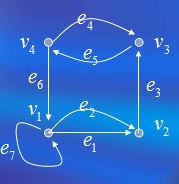 e₄
v₄
v₃
e₅
e₆
e₃
v₁
e₂
v₂
e₁
e₇